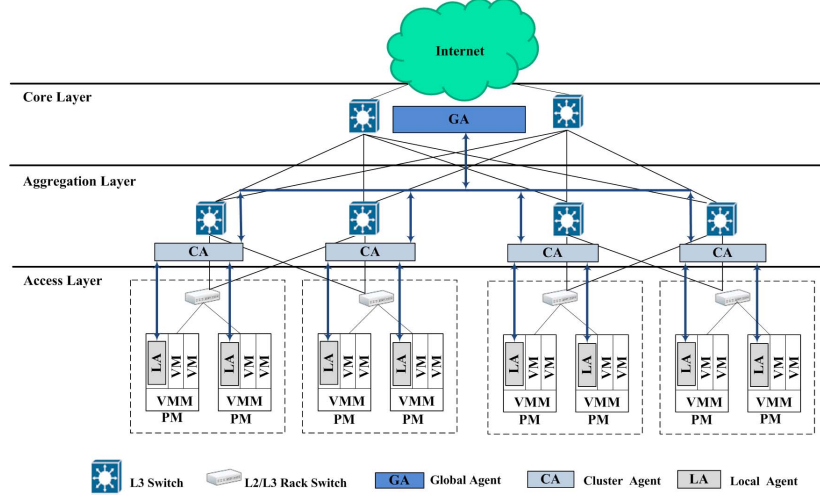 Internet
Core Layer
GA
Aggregation Layer
CA CA CA CA
Access Layer
LA VM VM LA VM VM LA VM VM LA VM VM LA VM VM LA VM VM LA VM VM LA VM VM
VMM VMM VMM VMM VMM VMM VMM VMM
PM PM PM PM PM PM PM PM
L3 Switch L2/L3 Rack Switch GA Global Agent CA Cluster Agent LA Local Agent